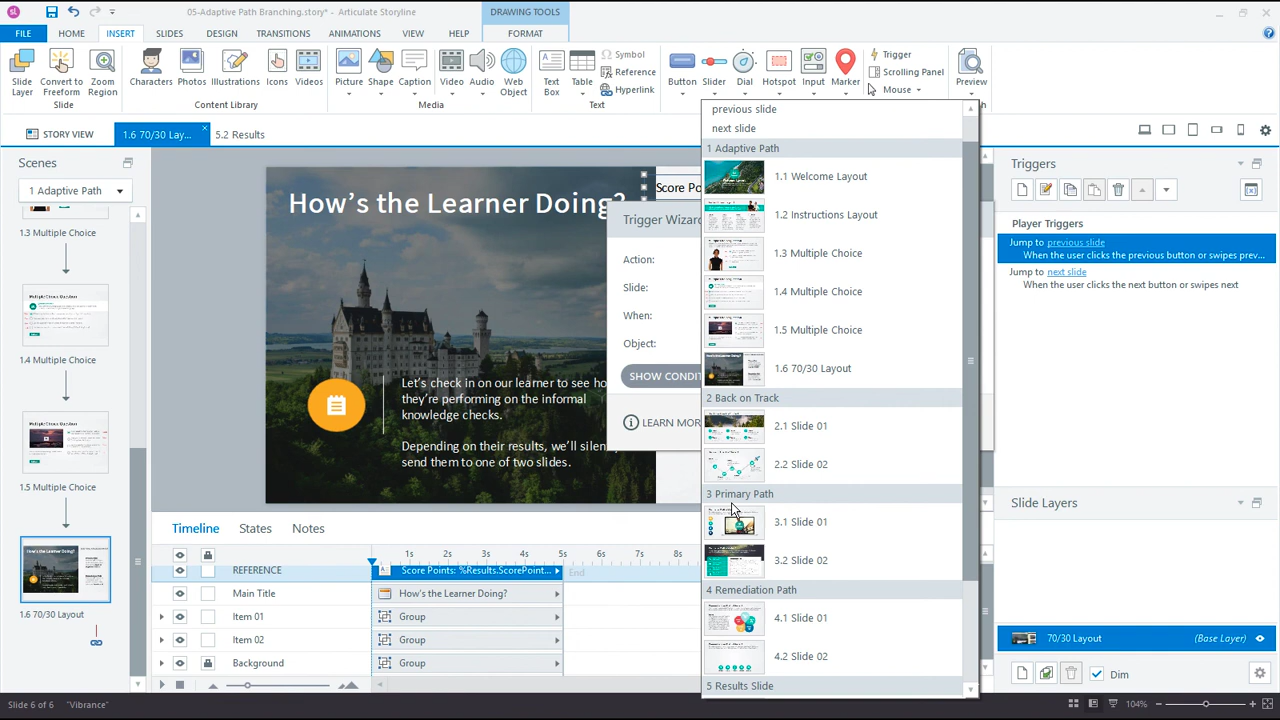 05-Adaptive Path Branching.story* - Articulate Storyline
DRAWING TOOLS
FILE HOME INSERT SLIDES DESIGN TRANSITIONS ANIMATIONS VIEW HELP FORMAT
Slide Layer
Convert to Freeform
Zoom Region
Slide
Characters
Photos
Illustrations
Icons
Videos
Content Library
Picture
Shape
Caption
Video
Audio
Web Object
Media
Text Box
Table
Symbol
Reference
Hyperlink
Text
Button
Slider
Dial
Hotspot
Input
Marker
Trigger
Scrolling Panel
Mouse
Preview
STORY VIEW
1.6 70/30 Lay...
5.2 Results
Scenes
1 Adaptive Path
1.3 Multiple Choice
1.4 Multiple Choice
1.5 Multiple Choice
1.6 70/30 Layout
How's the Learner Doing?
Score Po
Let's check in our learner to see ho
they're performing on the informal
knowledge checks.
Depending on their results, we'll silen
send them to one of two slides.
Trigger Wizard
Action:
Slide:
When:
Object:
SHOW CONDIT
LEARN MOR
previous slide
next slide
1 Adaptive Path
1.1 Welcome Layout
1.2 Instructions Layout
1.3 Multiple Choice
1.4 Multiple Choice
1.5 Multiple Choice
1.6 70/30 Layout
2 Back on Track
2.1 Slide 01
2.2 Slide 02
3 Primary Path
3.1 Slide 01
3.2 Slide 02
4 Remediation Path
4.1 Slide 01
4.2 Slide 02
5 Results Slide
Triggers
Player Triggers
Jump to previous slide
When the user clicks the previous button or swipes prev...
Jump to next slide
When the user clicks the next button or swipes next
Slide Layers
70/30 Layout (Base Layer)
Dim
Timeline States Notes
1s 5s 6s 8s
REFERENCE Score Points: %Results.ScorePoint... End
Main Title How's the Learner Doing?
Item 01 Group
Item 02 Group
Background Group
Slide 6 of 6 "Vibrance"
104%